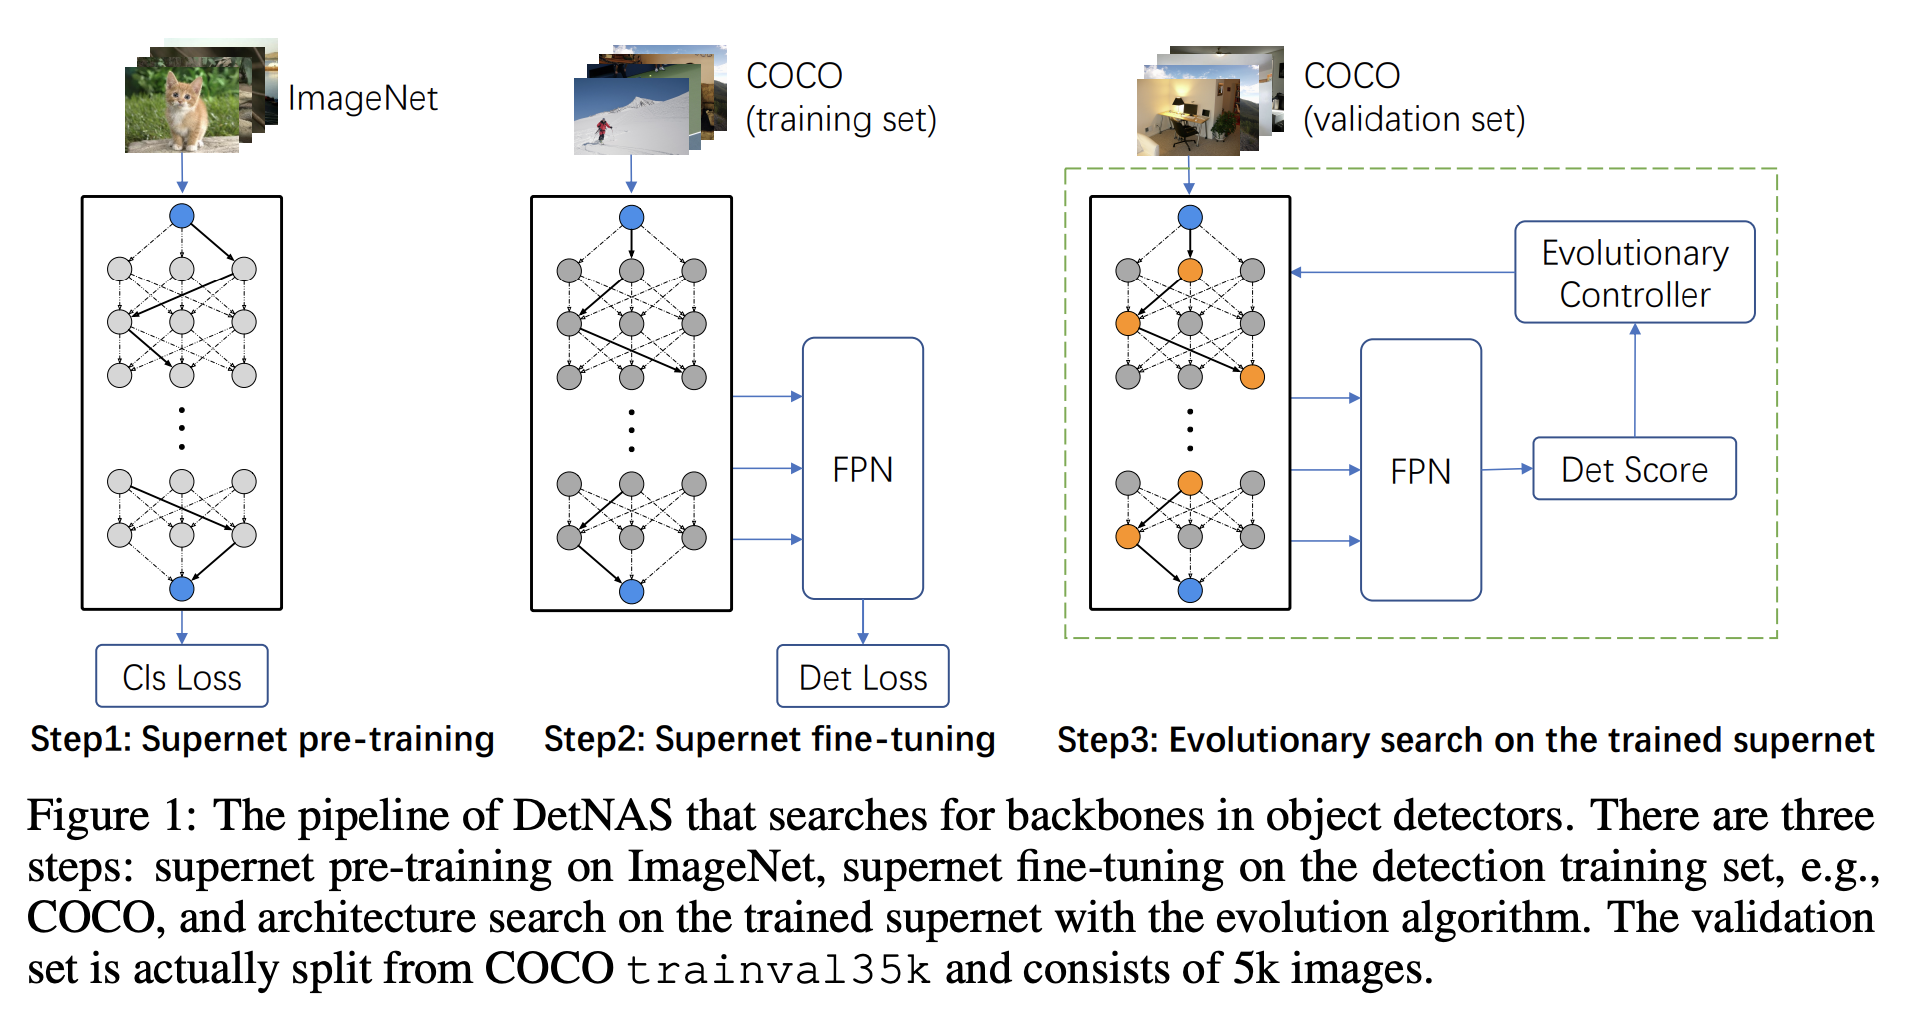 ImageNet
COCO
(training set)
COCO
(validation set)
Evolutionary
Controller
FPN
FPN
Det Score
Cls Loss
Det Loss
Step1: Supernet pre-training
Step2: Supernet fine-tuning
Step3: Evolutionary search on the trained supernet
Figure 1: The pipeline of DetNAS that searches for backbones in object detectors. There are three
steps: supernet pre-training on ImageNet, supernet fine-tuning on the detection training set, e.g.,
COCO, and architecture search on the trained supernet with the evolution algorithm. The validation
set is actually split from COCO trainval35k and consists of 5k images.